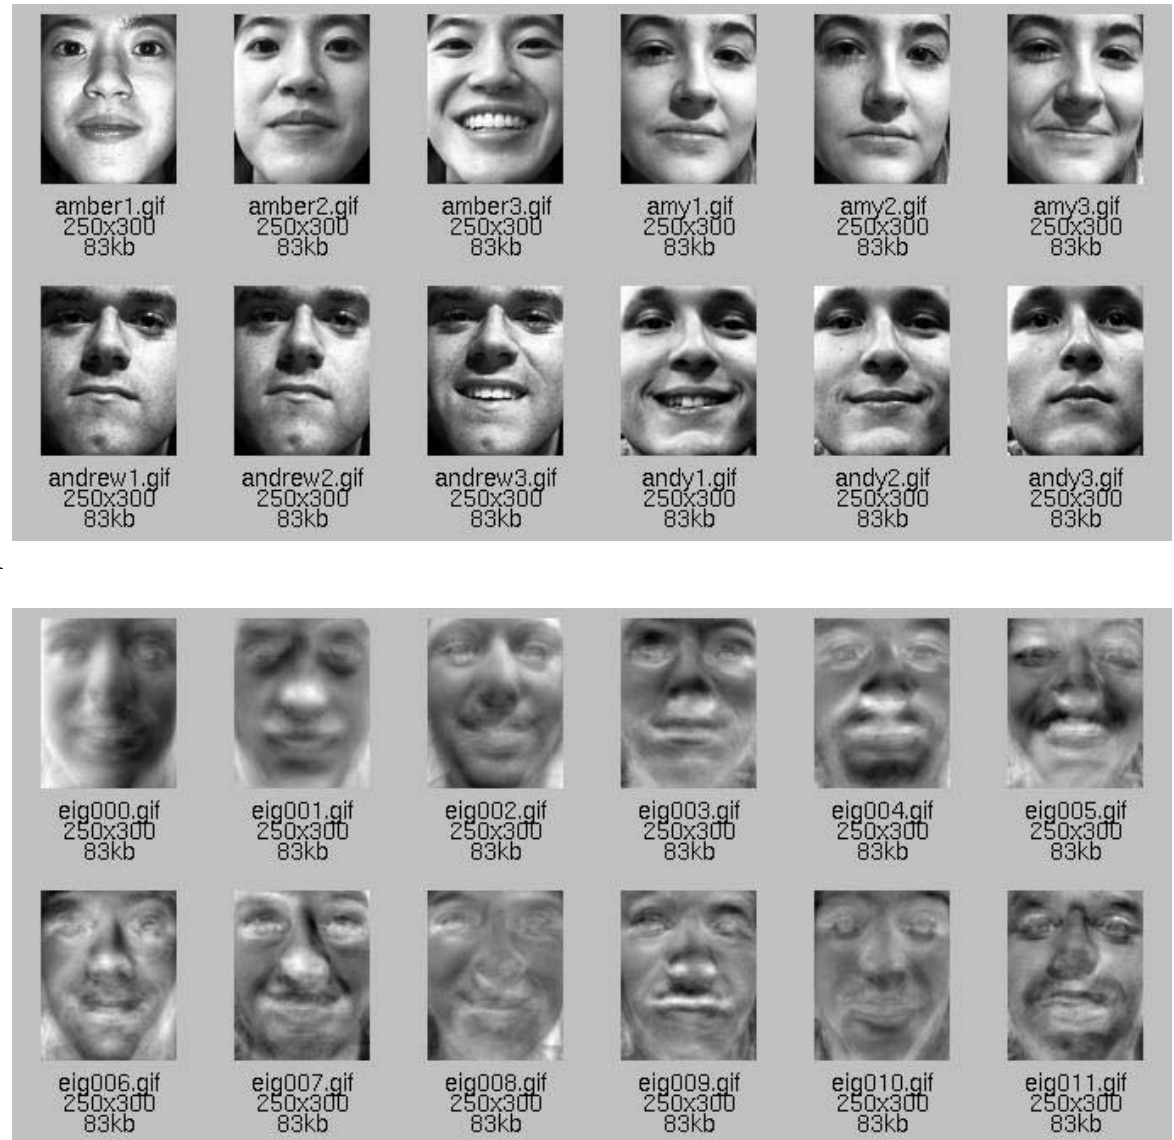 amber1.gif amber2.gif amber3.gif amy1.gif amy2.gif amy3.gif
250x300 250x300 250x300 250x300 250x300 250x300
83kb 83kb 83kb 83kb 83kb 83kb
andrew1.gif andrew2.gif andrew3.gif andy1.gif andy2.gif andy3.gif
250x300 250x300 250x300 250x300 250x300 250x300
83kb 83kb 83kb 83kb 83kb 83kb
eig000.gif eig001.gif eig002.gif eig003.gif eig004.gif eig005.gif
250x300 250x300 250x300 250x300 250x300 250x300
83kb 83kb 83kb 83kb 83kb 83kb
eig006.gif eig007.gif eig008.gif eig009.gif eig010.gif eig011.gif
250x300 250x300 250x300 250x300 250x300 250x300
83kb 83kb 83kb 83kb 83kb 83kb